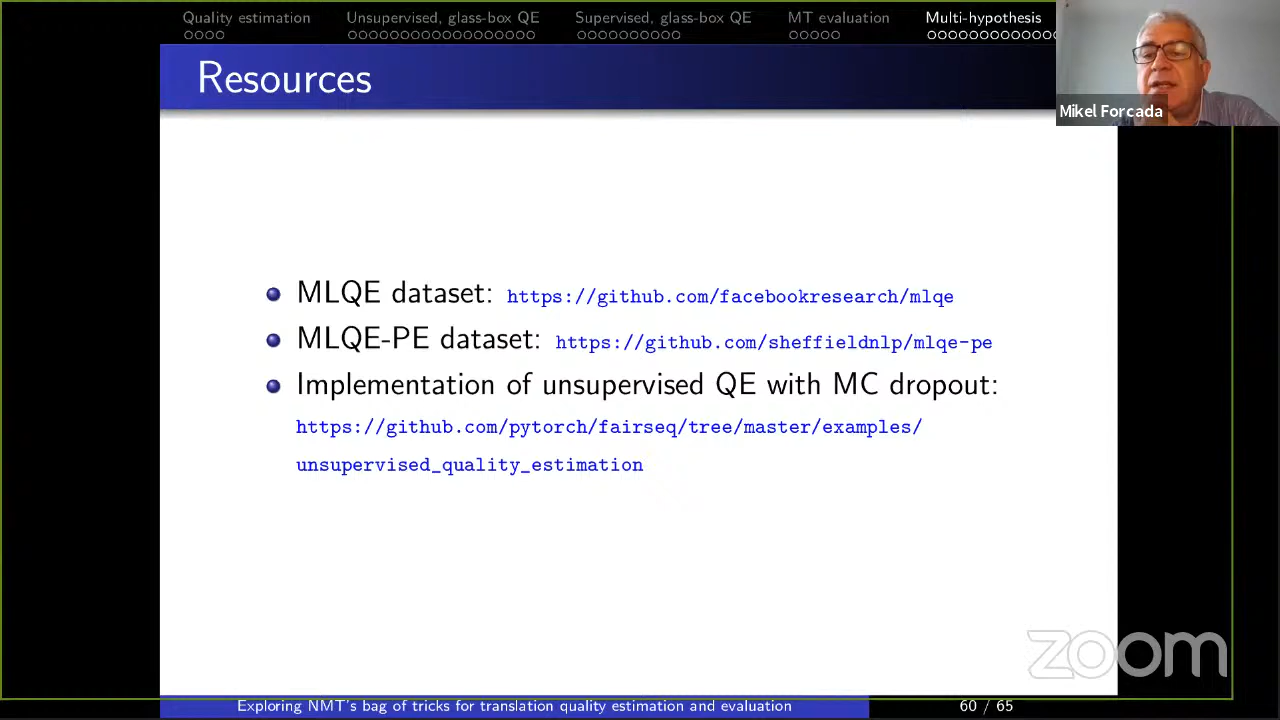 Quality estimation Unsupervised, glass-box QE Supervised, glass-box QE MT evaluation Multi-hypothesis
Resources
Mikel Forcada
MLQE dataset: https://github.com/facebookresearch/mlqe
MLQE-PE dataset: https://github.com/sheffieldnlp/mlqe-pe
Implementation of unsupervised QE with MC dropout:
https://github.com/pytorch/fairseq/tree/master/examples/
unsupervised_quality_estimation
zoom
Exploring NMT's bag of tricks for translation quality estimation and evaluation 60 / 65